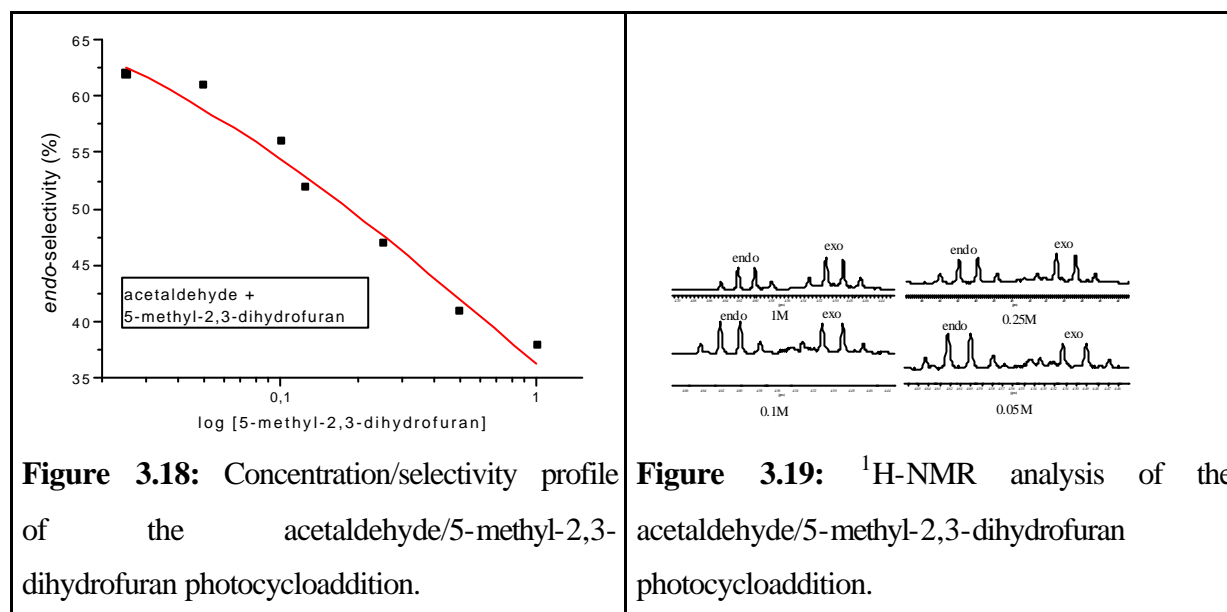 65
60
55
50
45
40
35
endo-selectivity (%)
acetaldehyde +
5-methyl-2,3-dihydrofuran
0,1
1
log [5-methyl-2,3-dihydrofuran]
Figure 3.18: Concentration/selectivity profile
of the acetaldehyde/5-methyl-2,3-
dihydrofuran photocycloaddition.
endo
exo
1M
endo
exo
0.25M
endo
exo
0.1M
endo
exo
0.05M
Figure 3.19: ¹H-NMR analysis of the
acetaldehyde/5-methyl-2,3-dihydrofuran
photocycloaddition.